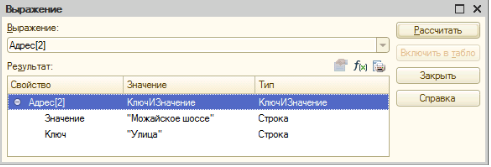 Выражение
Выражение:
Адрес[2]
Рассчитать
Включить в табло
Результат:
Закрыть
Справка
Свойство Значение Тип
Адрес[2] КлючИЗначение КлючИЗначение
Значение "Можайское шоссе" Строка
Ключ "Улица" Строка